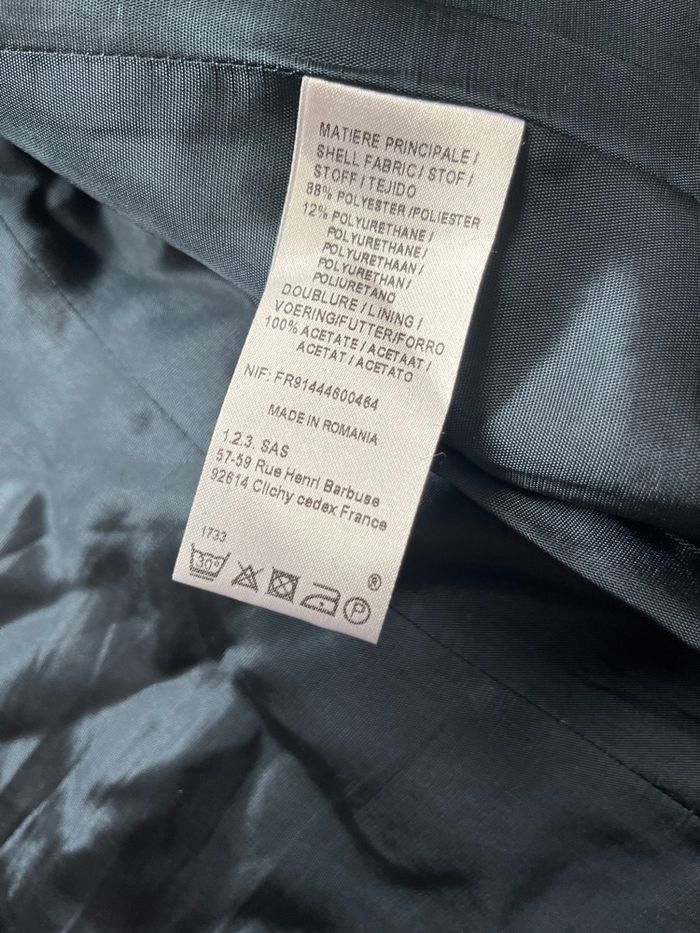 MATIERE PRINCIPALE /
SHELL FABRIC / STOF /
STOFF / TEJIDO
88% POLYESTER /POLIESTER
12% POLYURETHANE /
POLYURETHANE /
POLYURETHAAN /
POLYURETHAN /
POLIURETANO
DOUBLURE / LINING /
VOERING/FUTTER/FORRO
100% ACETATE / ACETAAT /
ACETAT / ACETATO
NIF: FR91444600464
MADE IN ROMANIA
1.2.3. SAS
57-59 Rue Henri Barbuse
92614 Clichy cedex France
1733
30° P ®